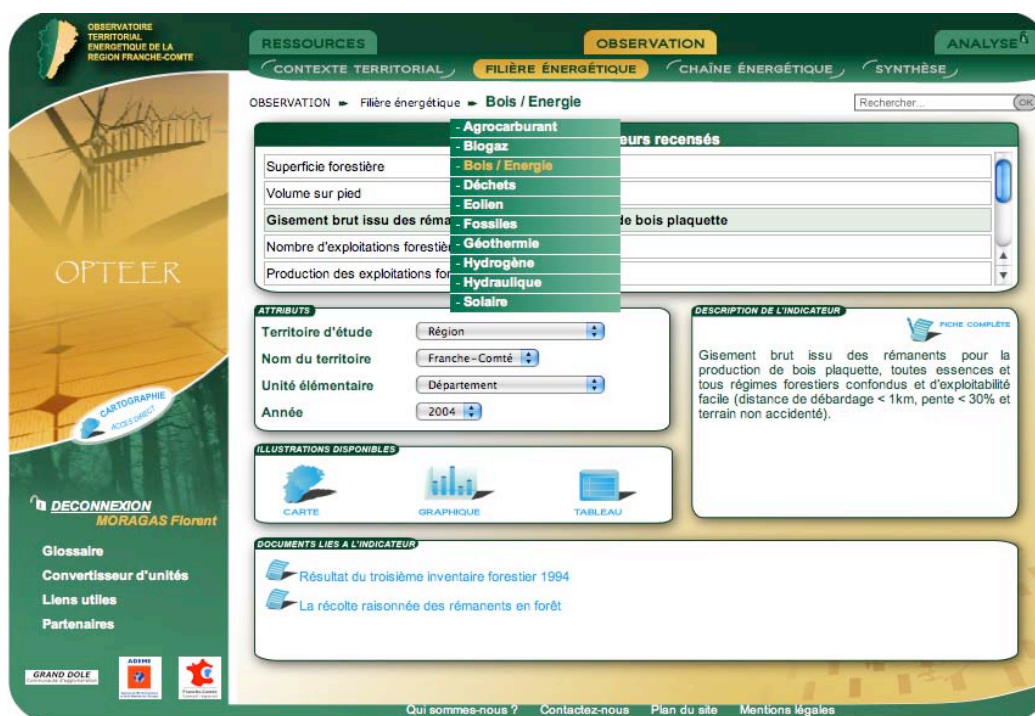 OBSERVATOIRE
TERRITORIAL
ENERGETIQUE DE LA
REGION FRANCHE-COMTE
RESSOURCES
OBSERVATION
ANALYSE
CONTEXTE TERRITORIAL
FILIÈRE ÉNERGÉTIQUE
CHAÎNE ÉNERGÉTIQUE
SYNTHÈSE
OBSERVATION Filière énergétique Bois / Energie
Rechercher...
OK
eurs recensés
- Agrocarburant
- Biogaz
- Bois / Energie
- Déchets
- Eolien
- Fossiles
- Géothermie
- Hydrogène
- Hydraulique
- Solaire
Superficie forestière
Volume sur pied
Gisement brut issu des réma de bois plaquette
Nombre d'exploitations forestiè
Production des exploitations for
OPTEER
CARTOGRAPHIE
ACCES DIRECT
ATTRIBUTS
Territoire d'étude Région
Nom du territoire Franche-Comté
Unité élémentaire Département
Année 2004
DESCRIPTION DE L'INDICATEUR
FICHE COMPLÈTE
Gisement brut issu des rémanents pour la
production de bois plaquette, toutes essences et
tous régimes forestiers confondus et d'exploitabilité
facile (distance de débardage < 1km, pente < 30% et
terrain non accidenté).
ILLUSTRATIONS DISPONIBLES
CARTE
GRAPHIQUE
TABLEAU
DECONNEXION
MORAGAS Florent
Glossaire
Convertisseur d'unités
Liens utiles
Partenaires
DOCUMENTS LIES A L'INDICATEUR
Résultat du troisième inventaire forestier 1994
La récolte raisonnée des rémanents en forêt
GRAND DOLE
ADEME
Franche-Comté
Qui sommes-nous ? Contactez-nous Plan du site Mentions légales